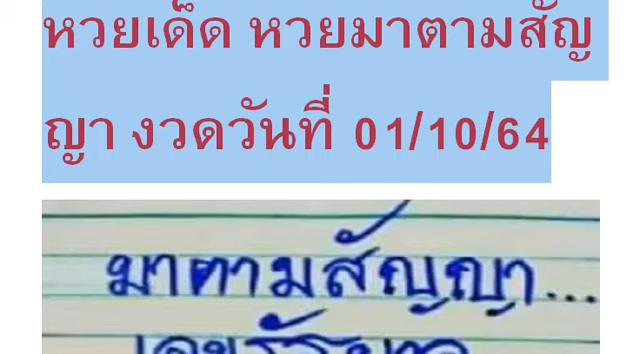 หวยเด็ด หวยมาตามสัญ
ญา งวดวันที่ 01/10/64
มาตามสัญญา...